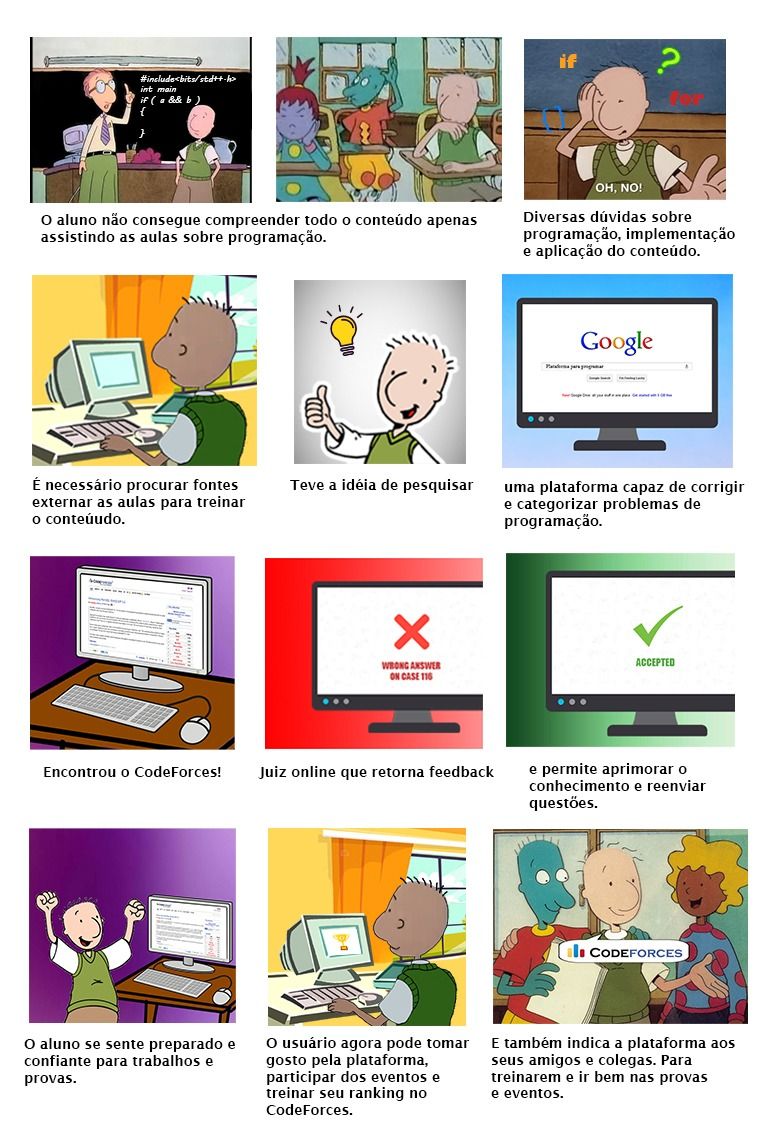 #include<bits/std++.h>
int main
if ( a && b )
{
}
if
?
for
{}
OH, NO!
O aluno não consegue compreender todo o conteúdo apenas
assistindo as aulas sobre programação.
Diversas dúvidas sobre
programação, implementação
e aplicação do conteúdo.
Google
Plataforma para programar
Google Search
I'm Feeling Lucky
É necessário procurar fontes
externar as aulas para treinar
o conteúudo.
Teve a idéia de pesquisar
uma plataforma capaz de corrigir
e categorizar problemas de
programação.
WRONG ANSWER
ON CASE 116
ACCEPTED
Encontrou o CodeForces!
Juiz online que retorna feedback
e permite aprimorar o
conhecimento e reenviar
questões.
CODEFORCES
O aluno se sente preparado e
confiante para trabalhos e
provas.
O usuário agora pode tomar
gosto pela plataforma,
participar dos eventos e
treinar seu ranking no
CodeForces.
E também indica a plataforma aos
seus amigos e colegas. Para
treinarem e ir bem nas provas
e eventos.